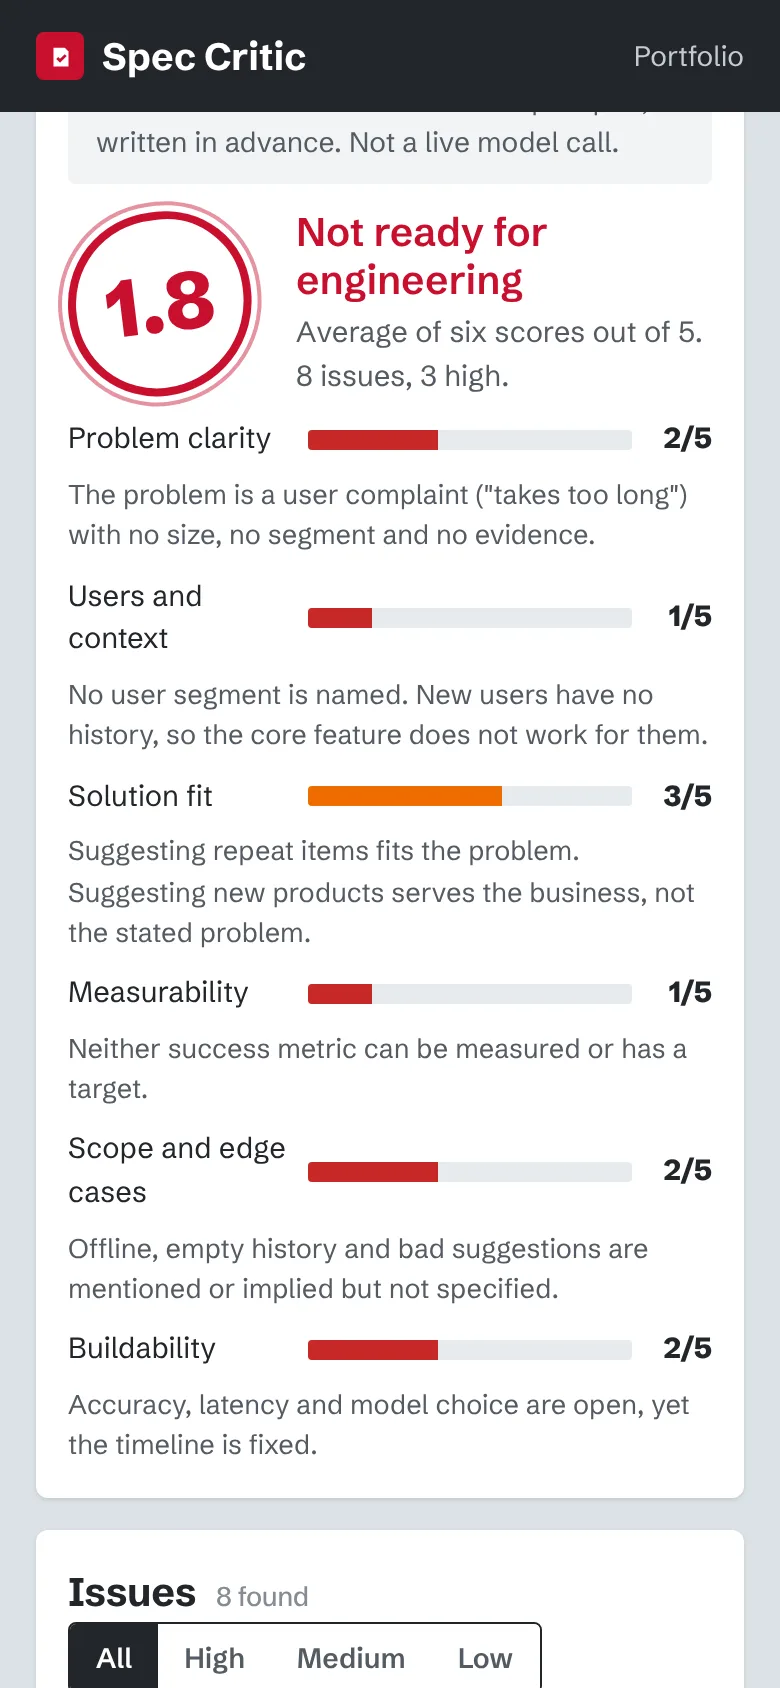 Spec Critic
Portfolio
written in advance. Not a live model call.
1.8
Not ready for
engineering
Average of six scores out of 5.
8 issues, 3 high.
Problem clarity
2/5
The problem is a user complaint ("takes too long")
with no size, no segment and no evidence.
Users and
context
1/5
No user segment is named. New users have no
history, so the core feature does not work for them.
Solution fit
3/5
Suggesting repeat items fits the problem.
Suggesting new products serves the business, not
the stated problem.
Measurability
1/5
Neither success metric can be measured or has a
target.
Scope and edge
cases
2/5
Offline, empty history and bad suggestions are
mentioned or implied but not specified.
Buildability
2/5
Accuracy, latency and model choice are open, yet
the timeline is fixed.
Issues
8 found
All
High
Medium
Low